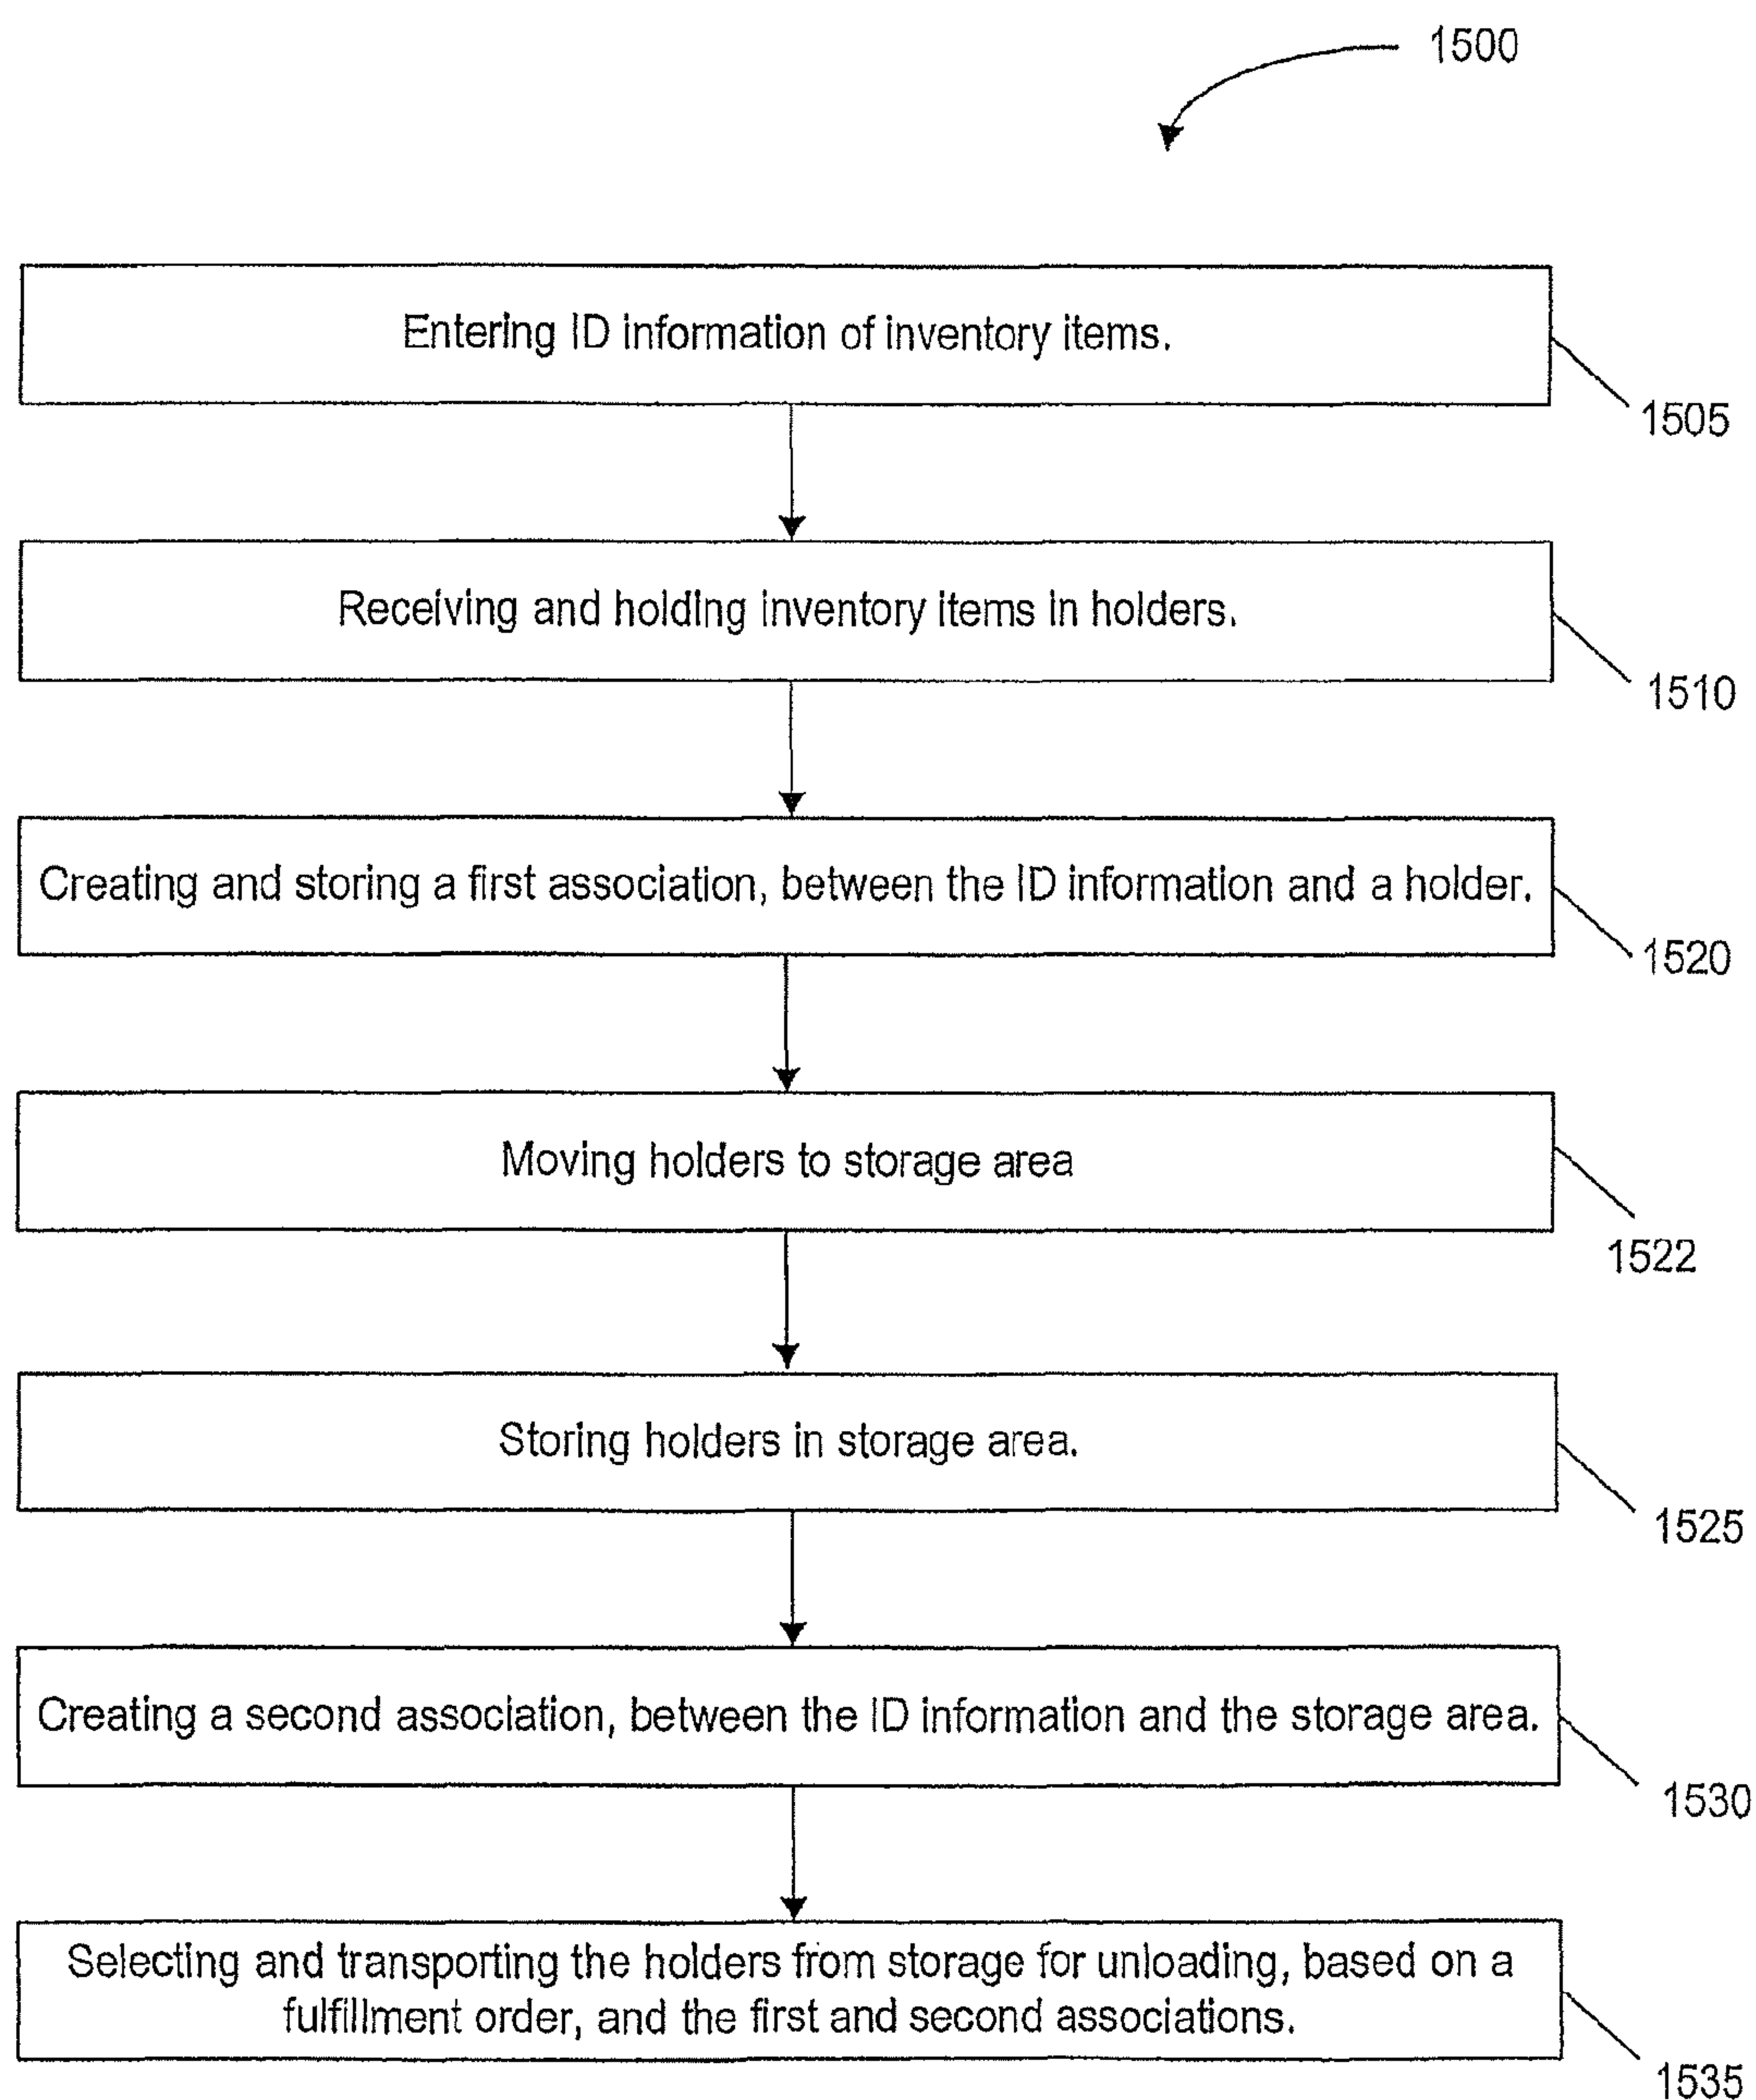 1500
Entering ID information of inventory items.
1505
Receiving and holding inventory items in holders.
1510
Creating and storing a first association, between the ID information and a holder.
1520
Moving holders to storage area
1522
Storing holders in storage area.
1525
Creating a second association, between the ID information and the storage area.
1530
Selecting and transporting the holders from storage for unloading, based on a
fulfillment order, and the first and second associations.
1535